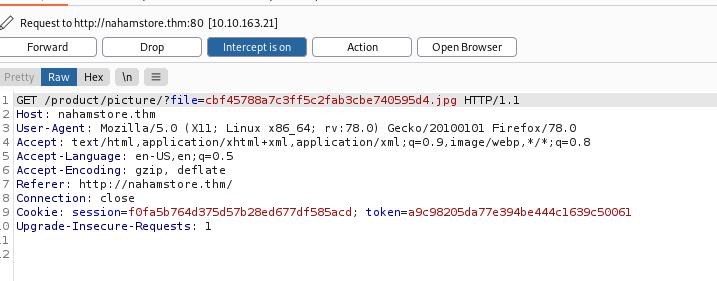 Request to http://nahamstore.thm:80 [10.10.163.21]
Forward Drop Intercept is on Action Open Browser
Pretty Raw Hex \n ≡
1 GET /product/picture/?file=cbf45788a7c3ff5c2fab3cbe740595d4.jpg HTTP/1.1
2 Host: nahamstore.thm
3 User-Agent: Mozilla/5.0 (X11; Linux x86_64; rv:78.0) Gecko/20100101 Firefox/78.0
4 Accept: text/html,application/xhtml+xml,application/xml;q=0.9,image/webp,*/*;q=0.8
5 Accept-Language: en-US,en;q=0.5
6 Accept-Encoding: gzip, deflate
7 Referer: http://nahamstore.thm/
8 Connection: close
9 Cookie: session=f0fa5b764d375d57b28ed677df585acd; token=a9c98205da77e394be444c1639c50061
10 Upgrade-Insecure-Requests: 1
11
12